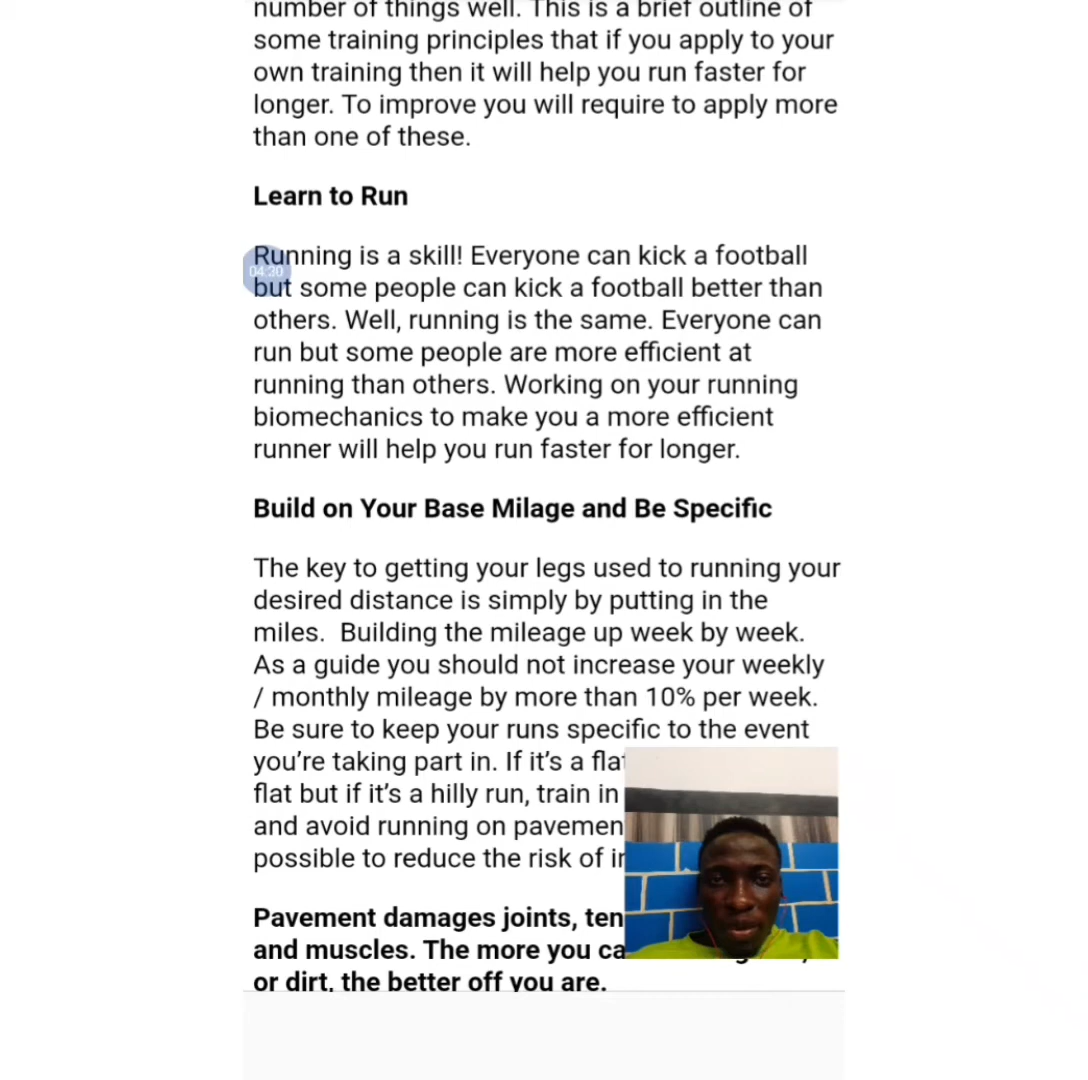 number of things well. This is a brief outline of
some training principles that if you apply to your
own training then it will help you run faster for
longer. To improve you will require to apply more
than one of these.
Learn to Run
Running is a skill! Everyone can kick a football
04:30
but some people can kick a football better than
others. Well, running is the same. Everyone can
run but some people are more efficient at
running than others. Working on your running
biomechanics to make you a more efficient
runner will help you run faster for longer.
Build on Your Base Milage and Be Specific
The key to getting your legs used to running your
desired distance is simply by putting in the
miles.  Building the mileage up week by week.
As a guide you should not increase your weekly
/ monthly mileage by more than 10% per week.
Be sure to keep your runs specific to the event
you’re taking part in. If it’s a
flat but if it’s a hilly run, train in
and avoid running on
possible to reduce the risk of
Pavement damages joints,
and muscles. The more you
or dirt, the better off you are.